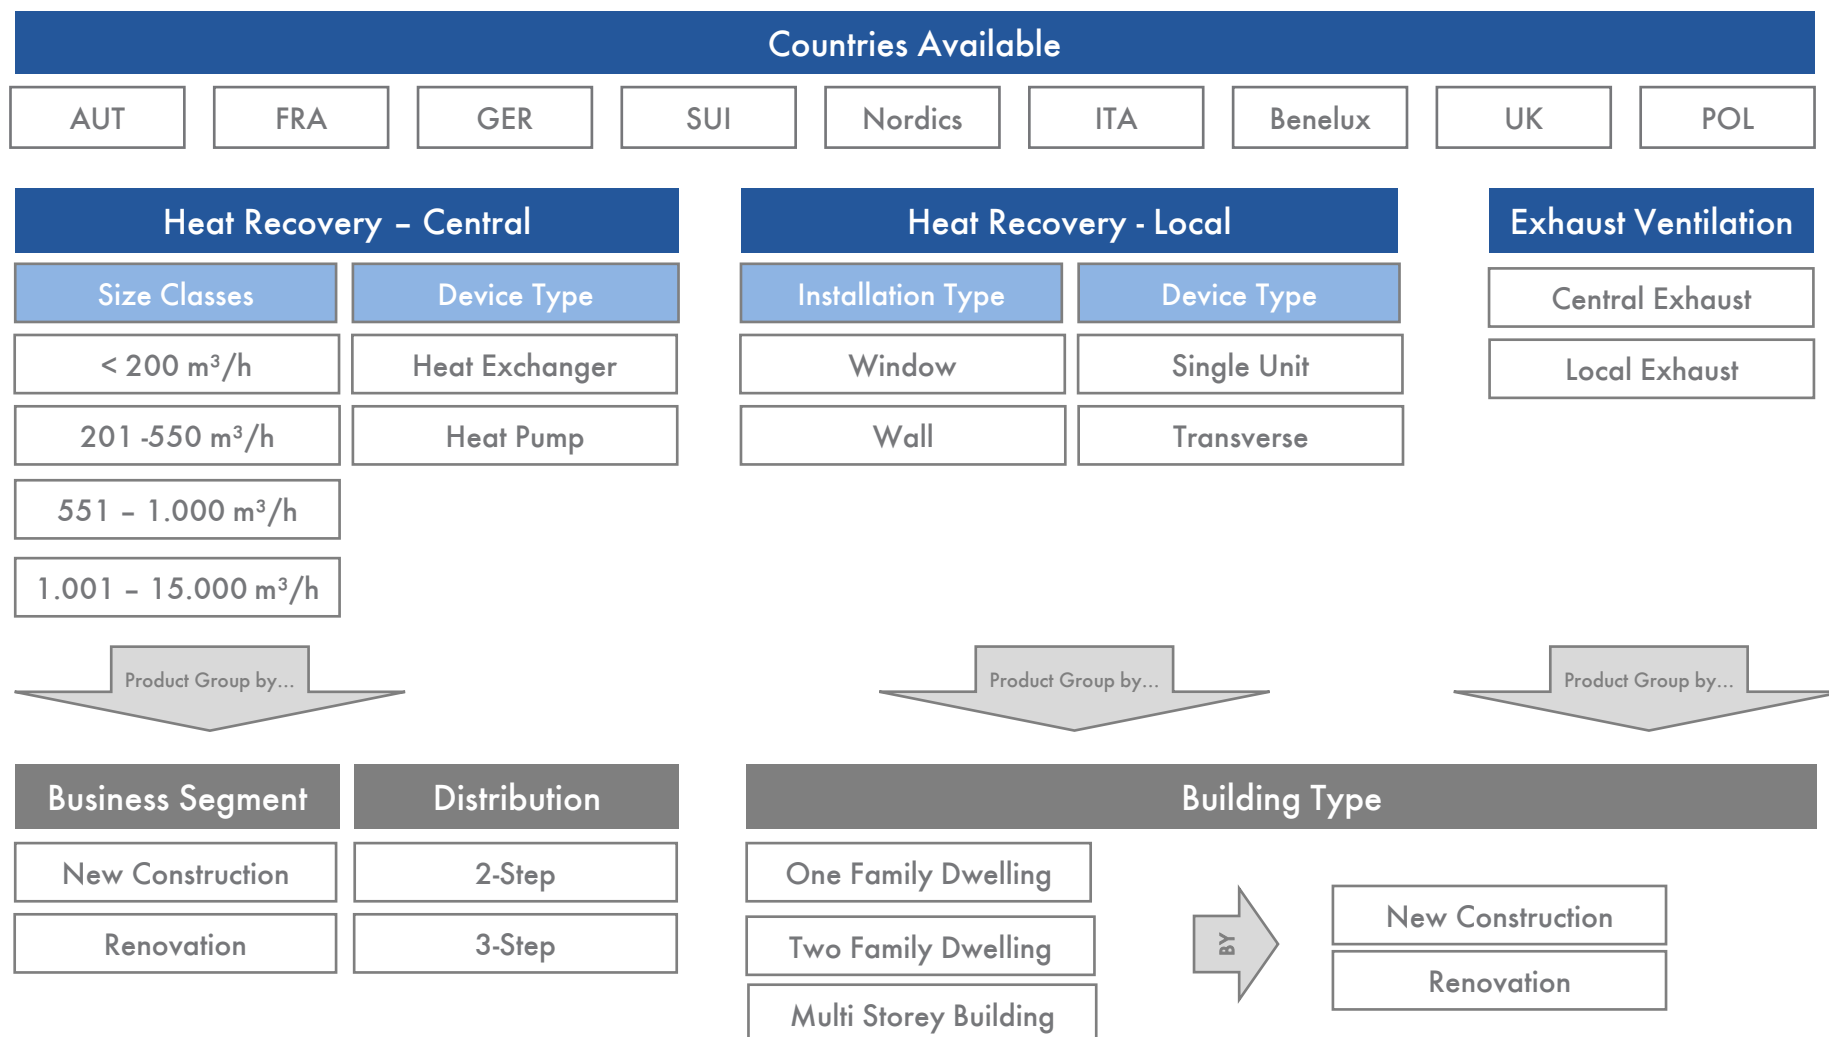 Countries Available
AUT
FRA
GER
SUI
Nordics
ITA
Benelux
UK
POL
Heat Recovery – Central
Size Classes
Device Type
< 200 m³/h
Heat Exchanger
201 -550 m³/h
Heat Pump
551 – 1.000 m³/h
1.001 – 15.000 m³/h
Heat Recovery - Local
Installation Type
Device Type
Window
Single Unit
Wall
Transverse
Exhaust Ventilation
Central Exhaust
Local Exhaust
Product Group by...
Product Group by...
Product Group by...
Business Segment
Distribution
New Construction
2-Step
Renovation
3-Step
Building Type
One Family Dwelling
Two Family Dwelling
Multi Storey Building
BY
New Construction
Renovation